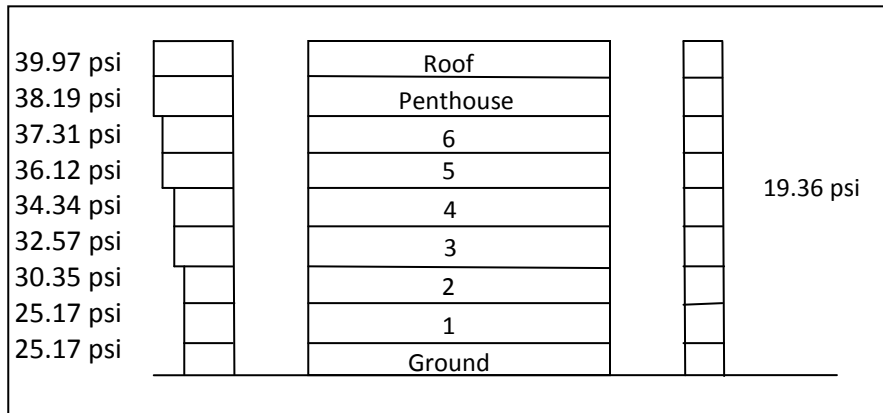 39.97 psi
Roof
38.19 psi
Penthouse
37.31 psi
6
36.12 psi
5
34.34 psi
4
19.36 psi
32.57 psi
3
30.35 psi
2
25.17 psi
1
25.17 psi
Ground